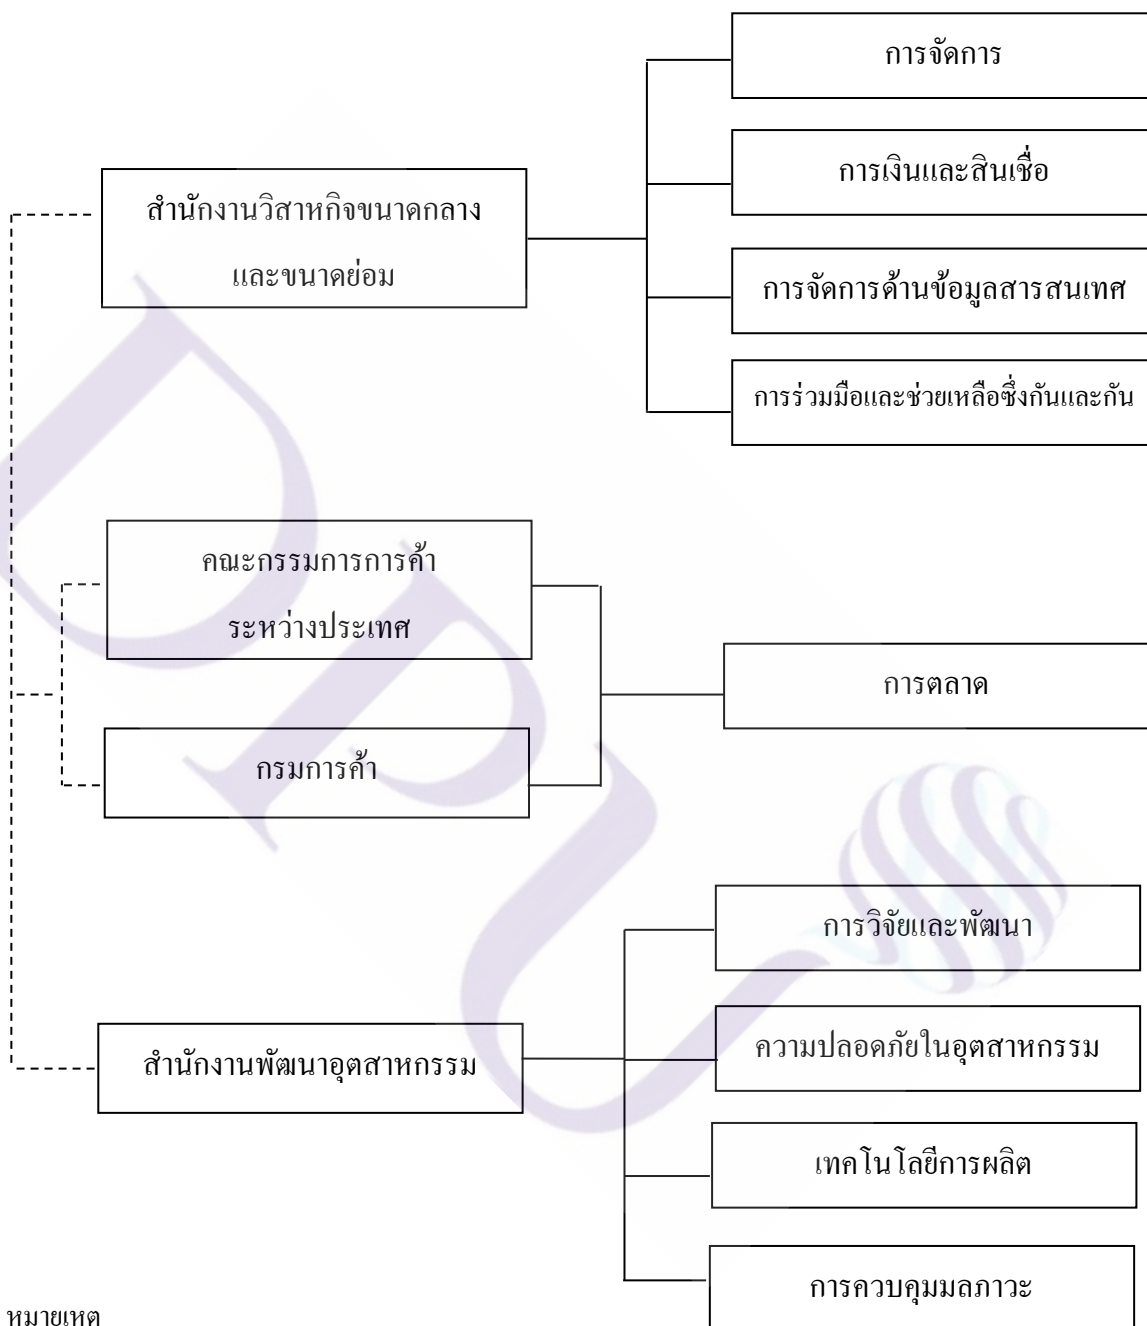 การจัดการ
การเงินและสินเชื่อ
สำนักงานวิสาหกิจขนาดกลาง
และขนาดย่อม
การจัดการด้านข้อมูลสารสนเทศ
การร่วมมือและช่วยเหลือซึ่งกันและกัน
คณะกรรมการการค้า
ระหว่างประเทศ
การตลาด
กรมการค้า
การวิจัยและพัฒนา
ความปลอดภัยในอุตสาหกรรม
สำนักงานพัฒนาอุตสาหกรรม
เทคโนโลยีการผลิต
การควบคุมมลภาวะ
หมายเหตุ
DPU